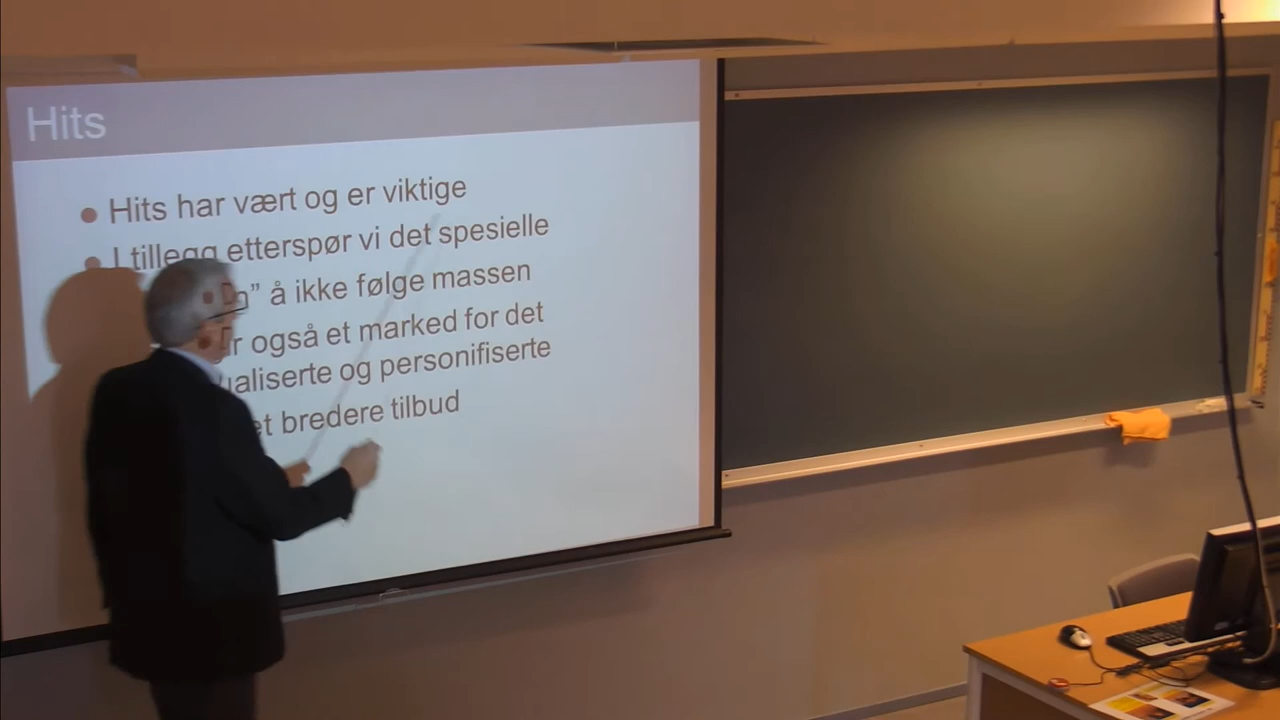 Hits
Hits har vært og er viktige
I tillegg etterspør vi det spesielle
å ikke følge massen
også et marked for det
og personifiserte
bredere tilbud